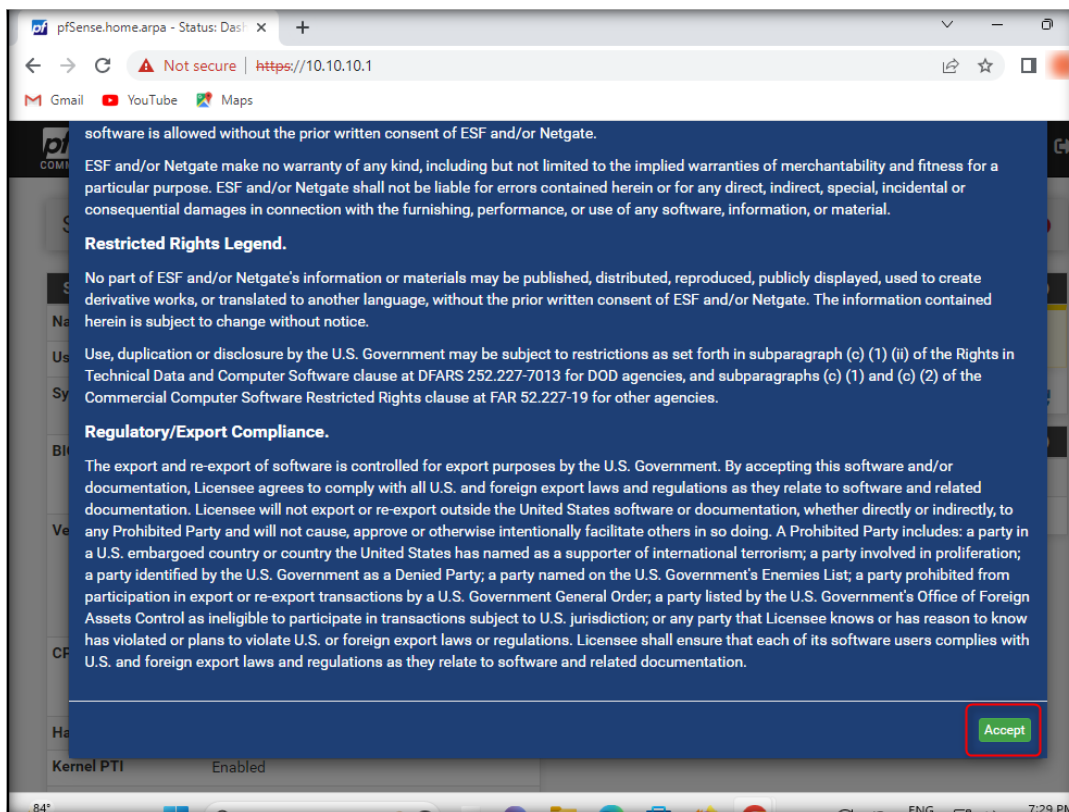 pf pfSense.home.arpa - Status: Das
Not secure | https://10.10.10.1
Gmail YouTube Maps
software is allowed without the prior written consent of ESF and/or Netgate.
ESF and/or Netgate make no warranty of any kind, including but not limited to the implied warranties of merchantability and fitness for a
particular purpose. ESF and/or Netgate shall not be liable for errors contained herein or for any direct, indirect, special, incidental or
consequential damages in connection with the furnishing, performance, or use of any software, information, or material.
Restricted Rights Legend.
No part of ESF and/or Netgate's information or materials may be published, distributed, reproduced, publicly displayed, used to create
derivative works, or translated to another language, without the prior written consent of ESF and/or Netgate. The information contained
herein is subject to change without notice.
Use, duplication or disclosure by the U.S. Government may be subject to restrictions as set forth in subparagraph (c) (1) (ii) of the Rights in
Technical Data and Computer Software clause at DFARS 252.227-7013 for DOD agencies, and subparagraphs (c) (1) and (c) (2) of the
Commercial Computer Software Restricted Rights clause at FAR 52.227-19 for other agencies.
Regulatory/Export Compliance.
The export and re-export of software is controlled for export purposes by the U.S. Government. By accepting this software and/or
documentation, Licensee agrees to comply with all U.S. and foreign export laws and regulations as they relate to software and related
documentation. Licensee will not export or re-export outside the United States software or documentation, whether directly or indirectly, to
any Prohibited Party and will not cause, approve or otherwise intentionally facilitate others in so doing. A Prohibited Party includes: a party in
a U.S. embargoed country or country the United States has named as a supporter of international terrorism; a party involved in proliferation;
a party identified by the U.S. Government as a Denied Party; a party named on the U.S. Government's Enemies List; a party prohibited from
participation in export or re-export transactions by a U.S. Government General Order; a party listed by the U.S. Government's Office of Foreign
Assets Control as ineligible to participate in transactions subject to U.S. jurisdiction; or any party that Licensee knows or has reason to know
has violated or plans to violate U.S. or foreign export laws or regulations. Licensee shall ensure that each of its software users complies with
U.S. and foreign export laws and regulations as they relate to software and related documentation.
Accept
Kernel PTI Enabled
84° ENG 7:29 PM